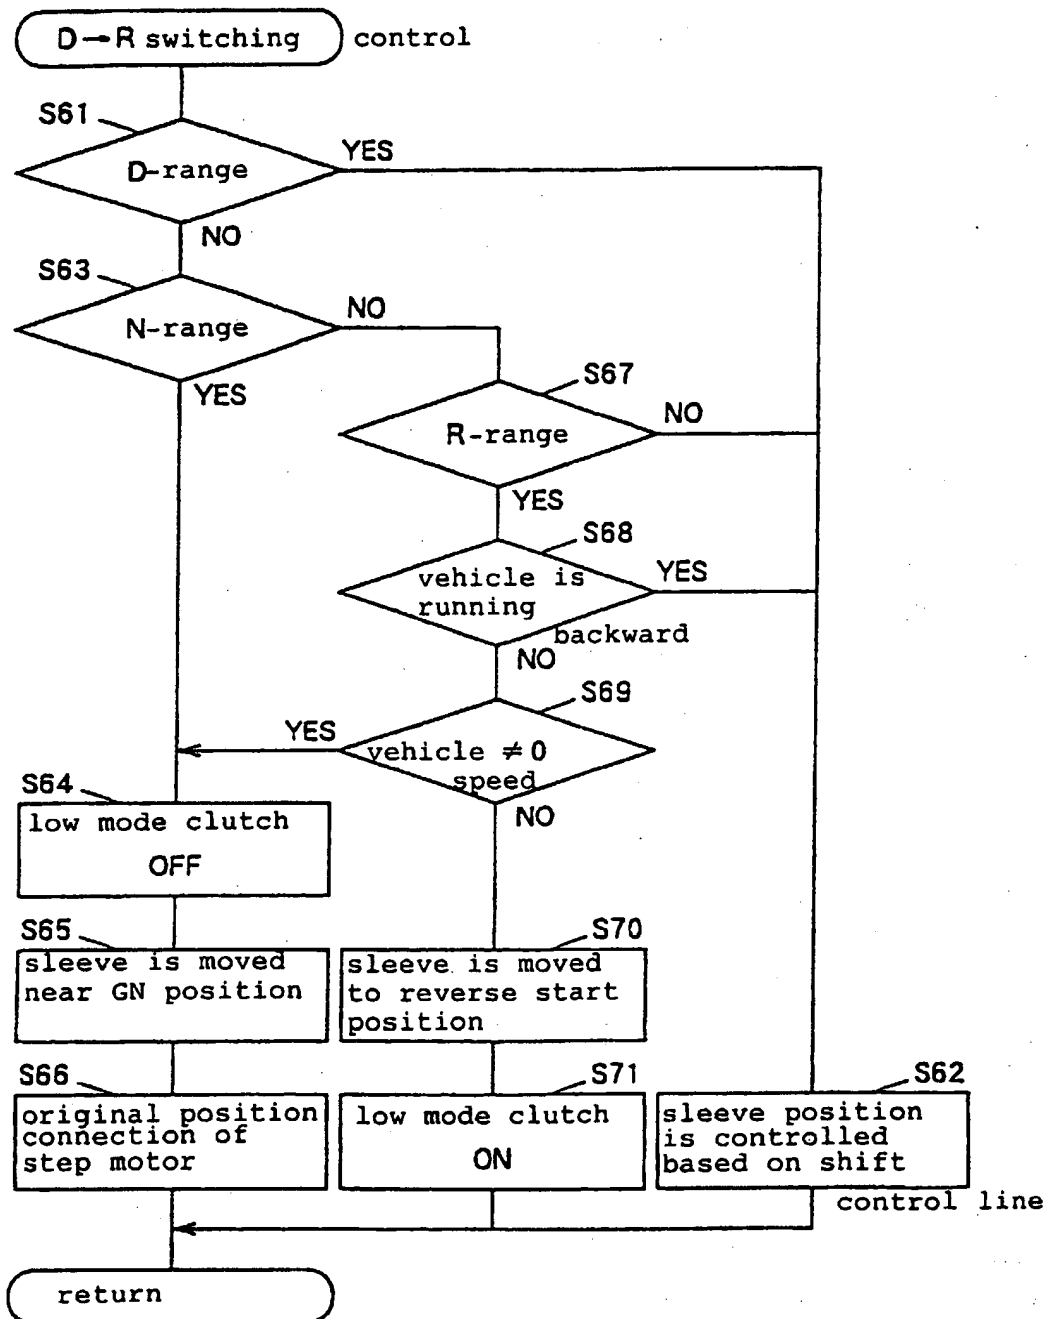 D→R switching control
S61
D-range
YES
NO
S63
N-range
NO
YES
S67
R-range
NO
YES
S68
vehicle is
running
backward
YES
NO
S69
vehicle ≠ 0
speed
YES
NO
S64
low mode clutch
OFF
S65
sleeve is moved
near GN position
S70
sleeve is moved
to reverse start
position
S66
original position
connection of
step motor
S71
low mode clutch
ON
S62
sleeve position
is controlled
based on shift
control line
return